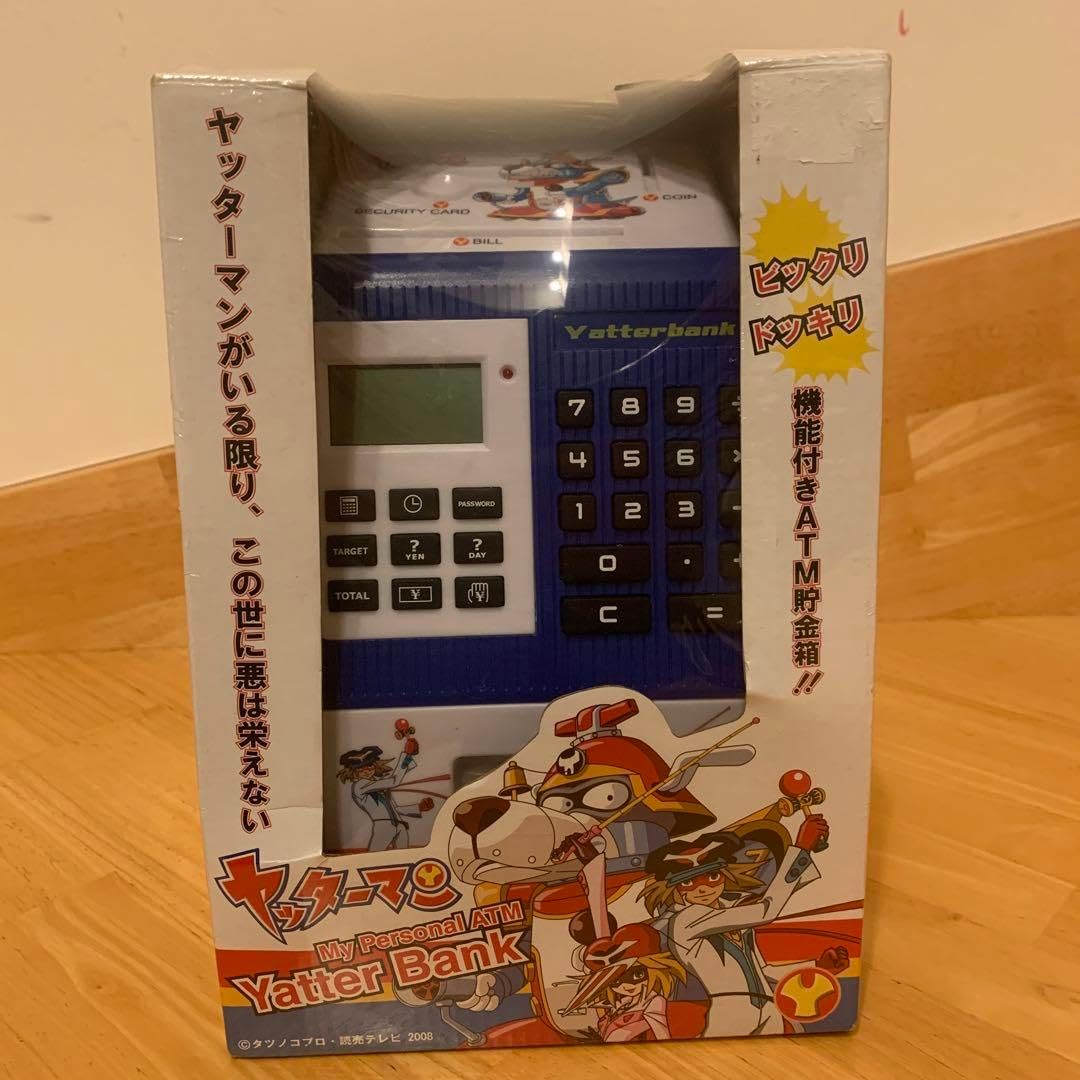 ヤッターマンがいる限り、この世に悪は栄えない
ビックリ
ドッキリ
機能付きATM貯金箱!!
SECURITY CARD
COIN
BILL
Yatterbank
7 8 9 ÷
4 5 6 ×
1 2 3 -
0 · +
C =
PASSWORD
TARGET ? YEN ? DAY
TOTAL ¥ ¥
ヤッターマン
My Personal ATM
Yatter Bank
©タツノコプロ・読売テレビ 2008